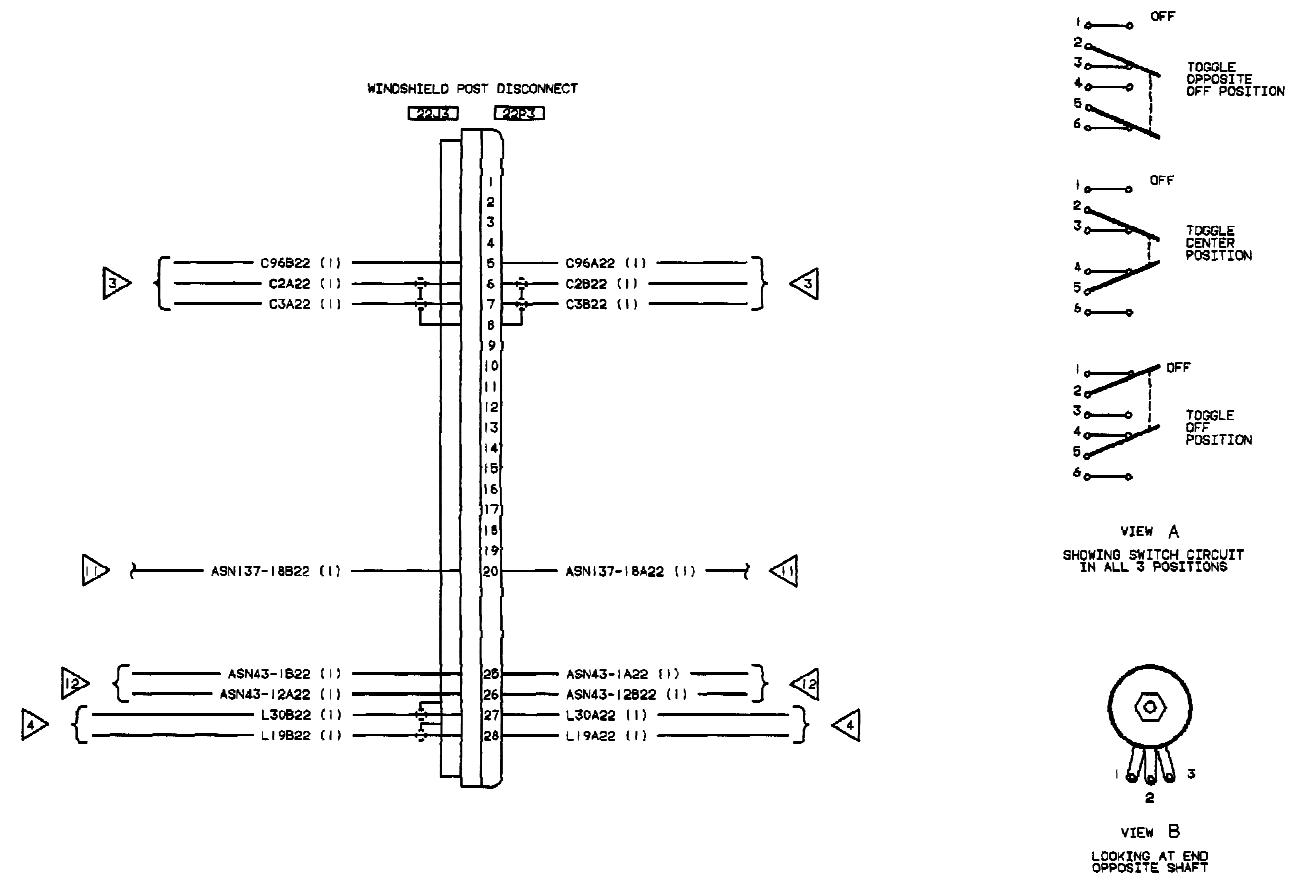 WINDSHIELD POST DISCONNECT
22J3 22P3
1
2
3
4
C96B22 (1) 5 C96A22 (1)
3 C2A22 (1) 6 C2B22 (1) 3
C3A22 (1) 7 C3B22 (1)
8
9
10
11
12
13
14
15
16
17
18
19
11 ASN137-18B22 (1) 20 ASN137-18A22 (1) 11
ASN43-1B22 (1) 25 ASN43-1A22 (1)
12 12
ASN43-12A22 (1) 26 ASN43-12B22 (1)
L30B22 (1) 27 L30A22 (1)
4 4
L19B22 (1) 28 L19A22 (1)
1 OFF
2
3
4
5
6
TOGGLE
OPPOSITE
OFF POSITION
1 OFF
2
3
4
5
6
TOGGLE
CENTER
POSITION
1 OFF
2
3
4
5
6
TOGGLE
OFF
POSITION
VIEW A
SHOWING SWITCH CIRCUIT
IN ALL 3 POSITIONS
1 3
2
VIEW B
LOOKING AT END
OPPOSITE SHAFT